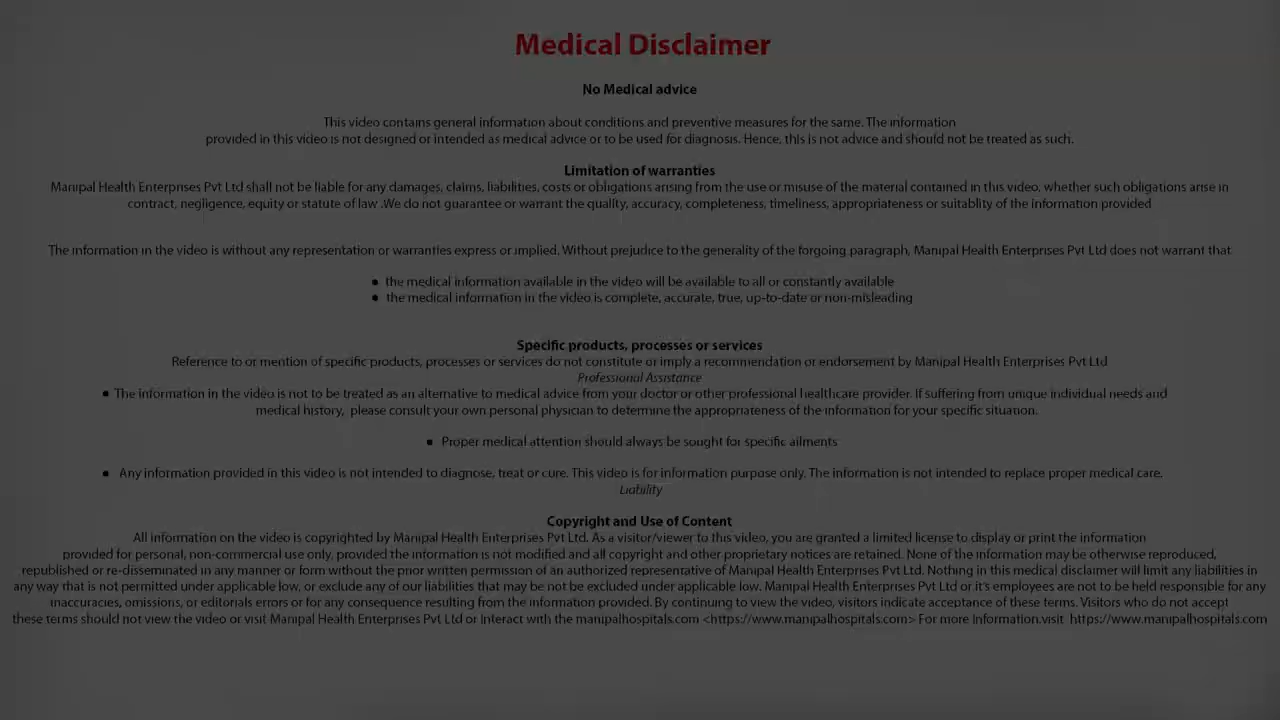 Medical Disclaimer
No Medical advice
This video contains general information about conditions and preventive measures for the same. The information
provided in this video is not designed or intended as medical advice or to be used for diagnosis. Hence, this is not advice and should not be treated as such.
Limitation of warranties
Manipal Health Enterprises Pvt Ltd shall not be liable for any damages, claims, liabilities, costs or obligations arising from the use or misuse of the material contained in this video, whether such obligations arise in
contract, negligence, equity or statute of law .We do not guarantee or warrant the quality, accuracy, completeness, timeliness, appropriateness or suitablity of the information provided
The information in the video is without any representation or warranties express or implied. Without prejudice to the generality of the forgoing paragraph, Manipal Health Enterprises Pvt Ltd does not warrant that
● the medical information available in the video will be available to all or constantly available
● the medical information in the video is complete, accurate, true, up-to-date or non-misleading
Specific products, processes or services
Reference to or mention of specific products, processes or services do not constitute or imply a recommendation or endorsement by Manipal Health Enterprises Pvt Ltd
Professional Assistance
● The information in the video is not to be treated as an alternative to medical advice from your doctor or other professional healthcare provider. If suffering from unique individual needs and
medical history, please consult your own personal physician to determine the appropriateness of the information for your specific situation.
▪ Proper medical attention should always be sought for specific ailments
● Any information provided in this video is not intended to diagnose, treat or cure. This video is for information purpose only. The information is not intended to replace proper medical care.
Liability
Copyright and Use of Content
All information on the video is copyrighted by Manipal Health Enterprises Pvt Ltd. As a visitor/viewer to this video, you are granted a limited license to display or print the information
provided for personal, non-commercial use only, provided the information is not modified and all copyright and other proprietary notices are retained. None of the information may be otherwise reproduced,
republished or re-disseminated in any manner or form without the prior written permission of an authorized representative of Manipal Health Enterprises Pvt Ltd. Nothing in this medical disclaimer will limit any liabilities in
any way that is not permitted under applicable low, or exclude any of our liabilities that may be not be excluded under applicable low. Manipal Health Enterprises Pvt Ltd or it's employees are not to be held responsible for any
inaccuracies, omissions, or editorials errors or for any consequence resulting from the information provided. By continuing to view the video, visitors indicate acceptance of these terms. Visitors who do not accept
these terms should not view the video or visit Manipal Health Enterprises Pvt Ltd or Interact with the manipalhospitals.com <https://www.manipalhospitals.com> For more Information.visit https://www.manipalhospitals.com